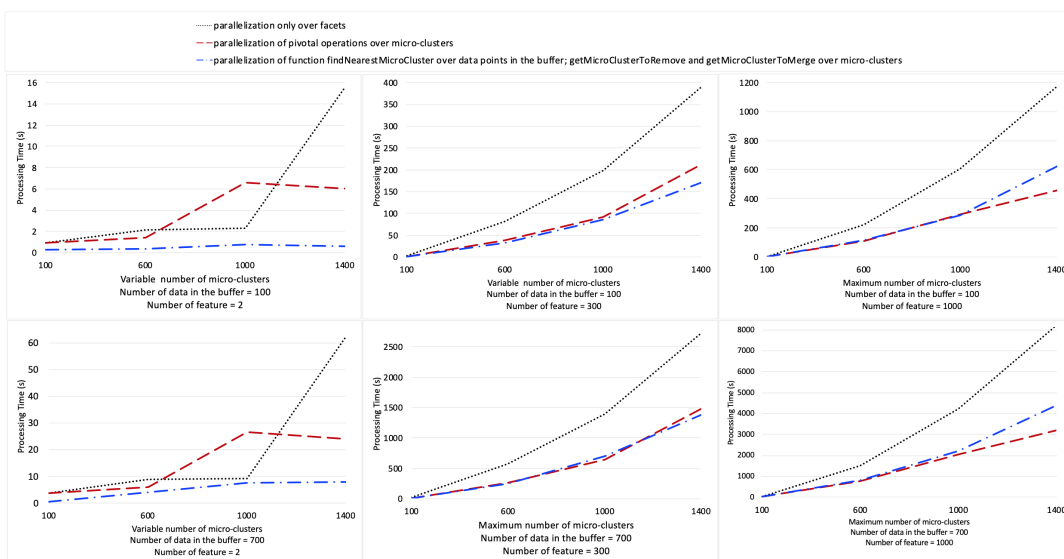 parallelization only over facets
parallelization of pivotal operations over micro-clusters
parallelization of function findNearestMicroCluster over data points in the buffer; getMicroClusterToRemove and getMicroClusterToMerge over micro-clusters
Processing Time (s)
16
14
12
10
8
6
4
2
0
100 600 1000 1400
Variable number of micro-clusters
Number of data in the buffer = 100
Number of feature = 2
Processing Time (s)
400
350
300
250
200
150
100
50
0
100 600 1000 1400
Variable number of micro-clusters
Number of data in the buffer = 100
Number of feature = 300
Processing Time (s)
1200
1000
800
600
400
200
0
100 600 1000 1400
Maximum number of micro-clusters
Number of data in the buffer = 100
Number of feature = 1000
Processing Time (s)
60
50
40
30
20
10
0
100 600 1000 1400
Variable number of micro-clusters
Number of data in the buffer = 700
Number of feature = 2
Processing Time (s)
2500
2000
1500
1000
500
0
100 600 1000 1400
Maximum number of micro-clusters
Number of data in the buffer = 700
Number of feature = 300
Processing Time (s)
8000
7000
6000
5000
4000
3000
2000
1000
0
100 600 1000 1400
Maximum number of micro-clusters
Number of data in the buffer = 700
Number of feature = 1000